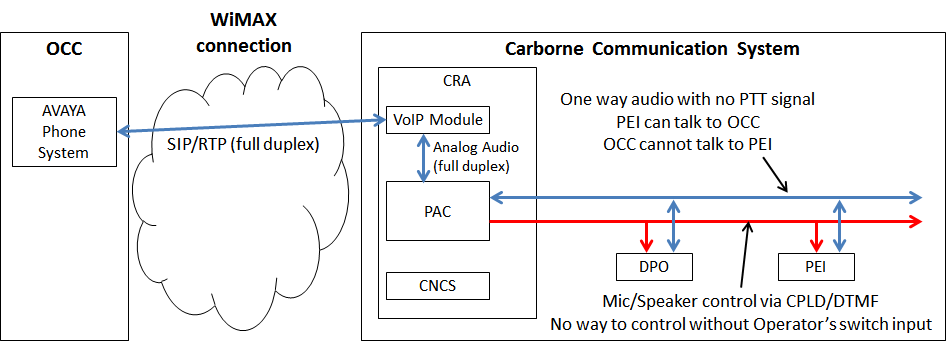 WiMAX
connection
OCC
AVAYA
Phone
System
SIP/RTP (full duplex)
Carborne Communication System
CRA
VoIP Module
Analog Audio
(full duplex)
PAC
CNCS
One way audio with no PTT signal
PEI can talk to OCC
OCC cannot talk to PEI
DPO
PEI
Mic/Speaker control via CPLD/DTMF
No way to control without Operator's switch input